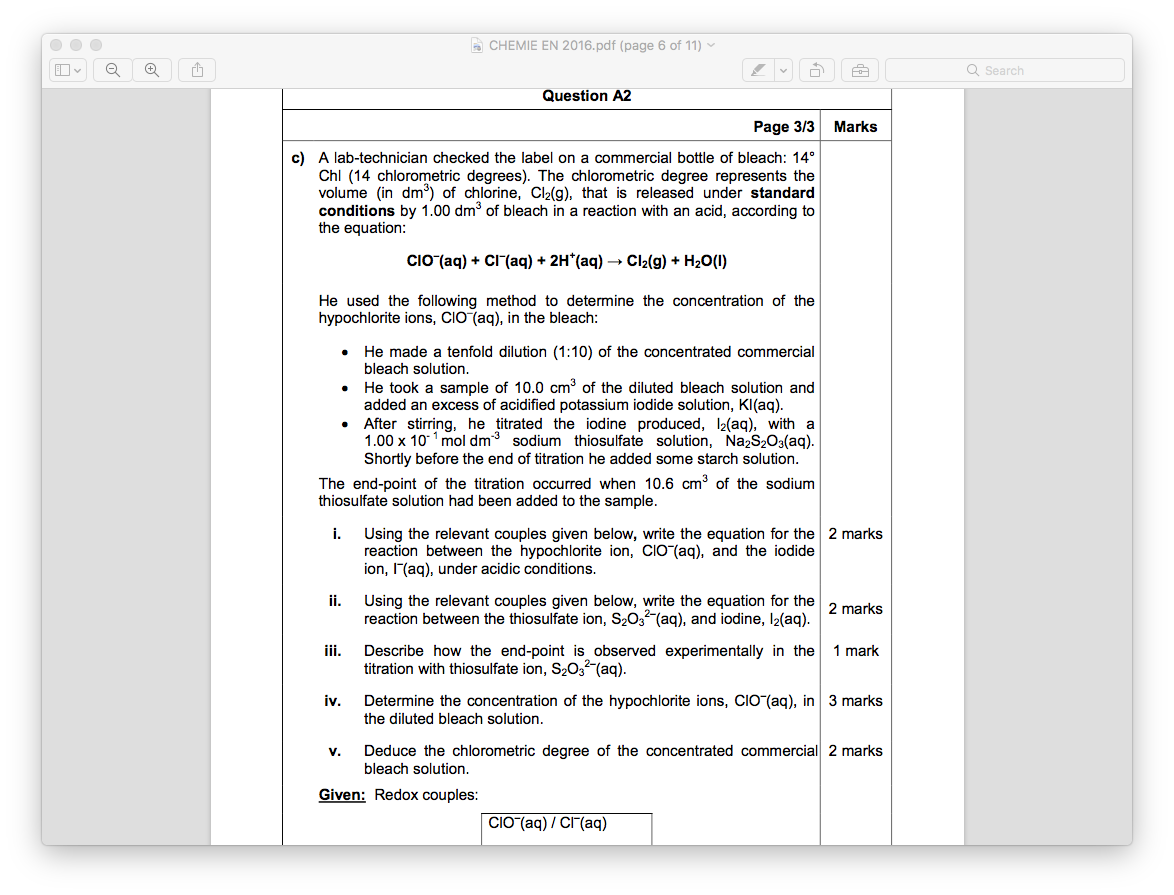 CHEMIE EN 2016.pdf (page 6 of 11)
Search
Question A2
Page 3/3 Marks
c) A lab-technician checked the label on a commercial bottle of bleach: 14°
Chl (14 chlorometric degrees). The chlorometric degree represents the
volume (in dm³) of chlorine, Cl₂(g), that is released under standard
conditions by 1.00 dm³ of bleach in a reaction with an acid, according to
the equation:
ClO⁻(aq) + Cl⁻(aq) + 2H⁺(aq) → Cl₂(g) + H₂O(l)
He used the following method to determine the concentration of the
hypochlorite ions, ClO⁻(aq), in the bleach:
• He made a tenfold dilution (1:10) of the concentrated commercial
bleach solution.
• He took a sample of 10.0 cm³ of the diluted bleach solution and
added an excess of acidified potassium iodide solution, KI(aq).
• After stirring, he titrated the iodine produced, I₂(aq), with a
1.00 x 10⁻¹ mol dm⁻³ sodium thiosulfate solution, Na₂S₂O₃(aq).
Shortly before the end of titration he added some starch solution.
The end-point of the titration occurred when 10.6 cm³ of the sodium
thiosulfate solution had been added to the sample.
i. Using the relevant couples given below, write the equation for the 2 marks
reaction between the hypochlorite ion, ClO⁻(aq), and the iodide
ion, I⁻(aq), under acidic conditions.
ii. Using the relevant couples given below, write the equation for the 2 marks
reaction between the thiosulfate ion, S₂O₃²⁻(aq), and iodine, I₂(aq).
iii. Describe how the end-point is observed experimentally in the 1 mark
titration with thiosulfate ion, S₂O₃²⁻(aq).
iv. Determine the concentration of the hypochlorite ions, ClO⁻(aq), in 3 marks
the diluted bleach solution.
v. Deduce the chlorometric degree of the concentrated commercial 2 marks
bleach solution.
Given: Redox couples:
ClO⁻(aq) / Cl⁻(aq)